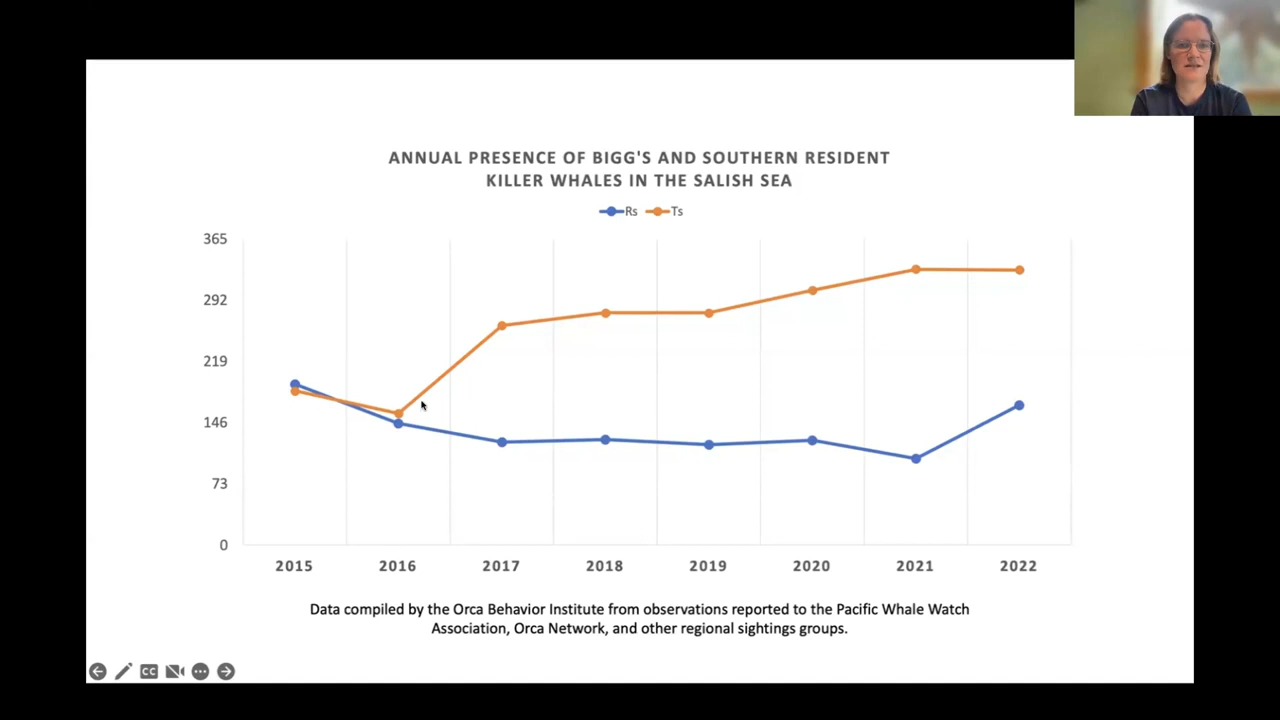 ANNUAL PRESENCE OF BIGG'S AND SOUTHERN RESIDENT
KILLER WHALES IN THE SALISH SEA
Rs Ts
365
292
219
146
73
0
2015 2016 2017 2018 2019 2020 2021 2022
Data compiled by the Orca Behavior Institute from observations reported to the Pacific Whale Watch
Association, Orca Network, and other regional sightings groups.
CC